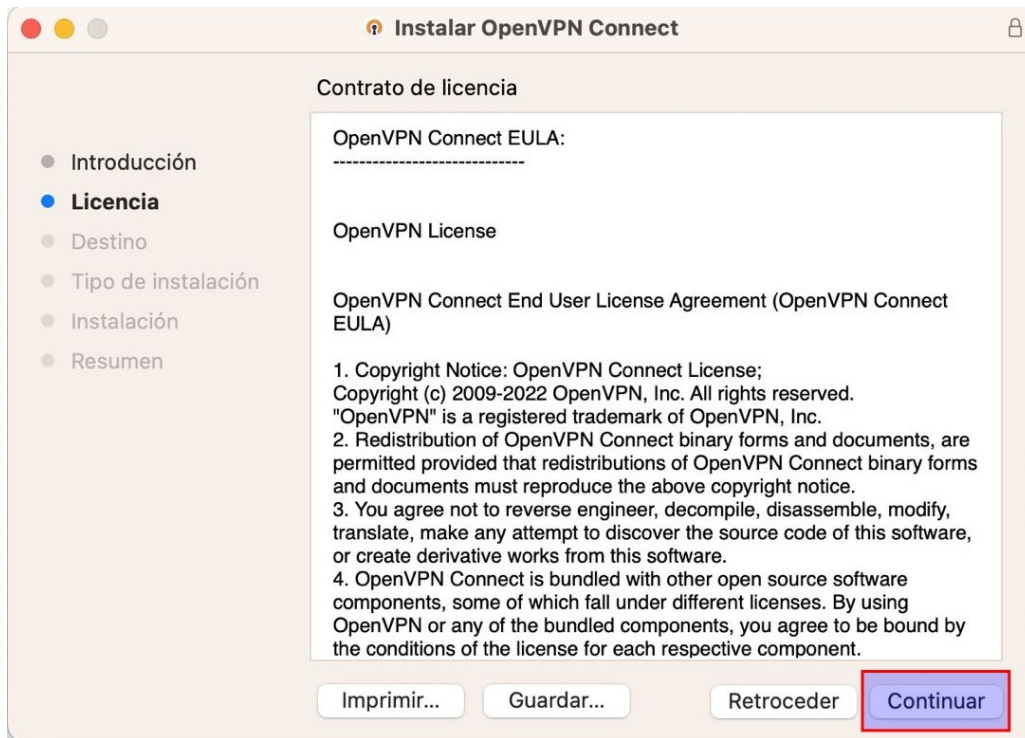 Instalar OpenVPN Connect
Contrato de licencia
Introducción
Licencia
Destino
Tipo de instalación
Instalación
Resumen
OpenVPN Connect EULA:
-----------------------------
OpenVPN License
OpenVPN Connect End User License Agreement (OpenVPN Connect
EULA)
1. Copyright Notice: OpenVPN Connect License;
Copyright (c) 2009-2022 OpenVPN, Inc. All rights reserved.
"OpenVPN" is a registered trademark of OpenVPN, Inc.
2. Redistribution of OpenVPN Connect binary forms and documents, are
permitted provided that redistributions of OpenVPN Connect binary forms
and documents must reproduce the above copyright notice.
3. You agree not to reverse engineer, decompile, disassemble, modify,
translate, make any attempt to discover the source code of this software,
or create derivative works from this software.
4. OpenVPN Connect is bundled with other open source software
components, some of which fall under different licenses. By using
OpenVPN or any of the bundled components, you agree to be bound by
the conditions of the license for each respective component.
Imprimir...
Guardar...
Retroceder
Continuar